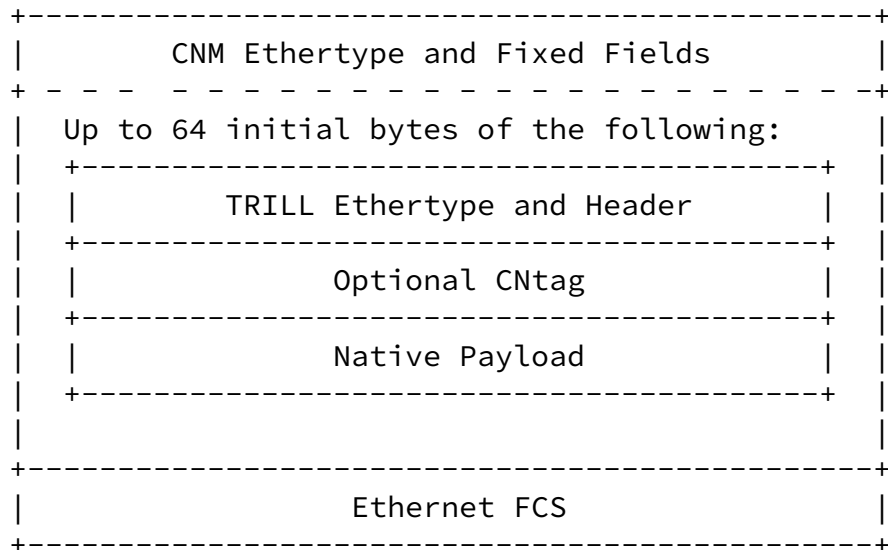 CNM Ethertype and Fixed Fields
Up to 64 initial bytes of the following:
TRILL Ethertype and Header
Optional CNtag
Native Payload
Ethernet FCS